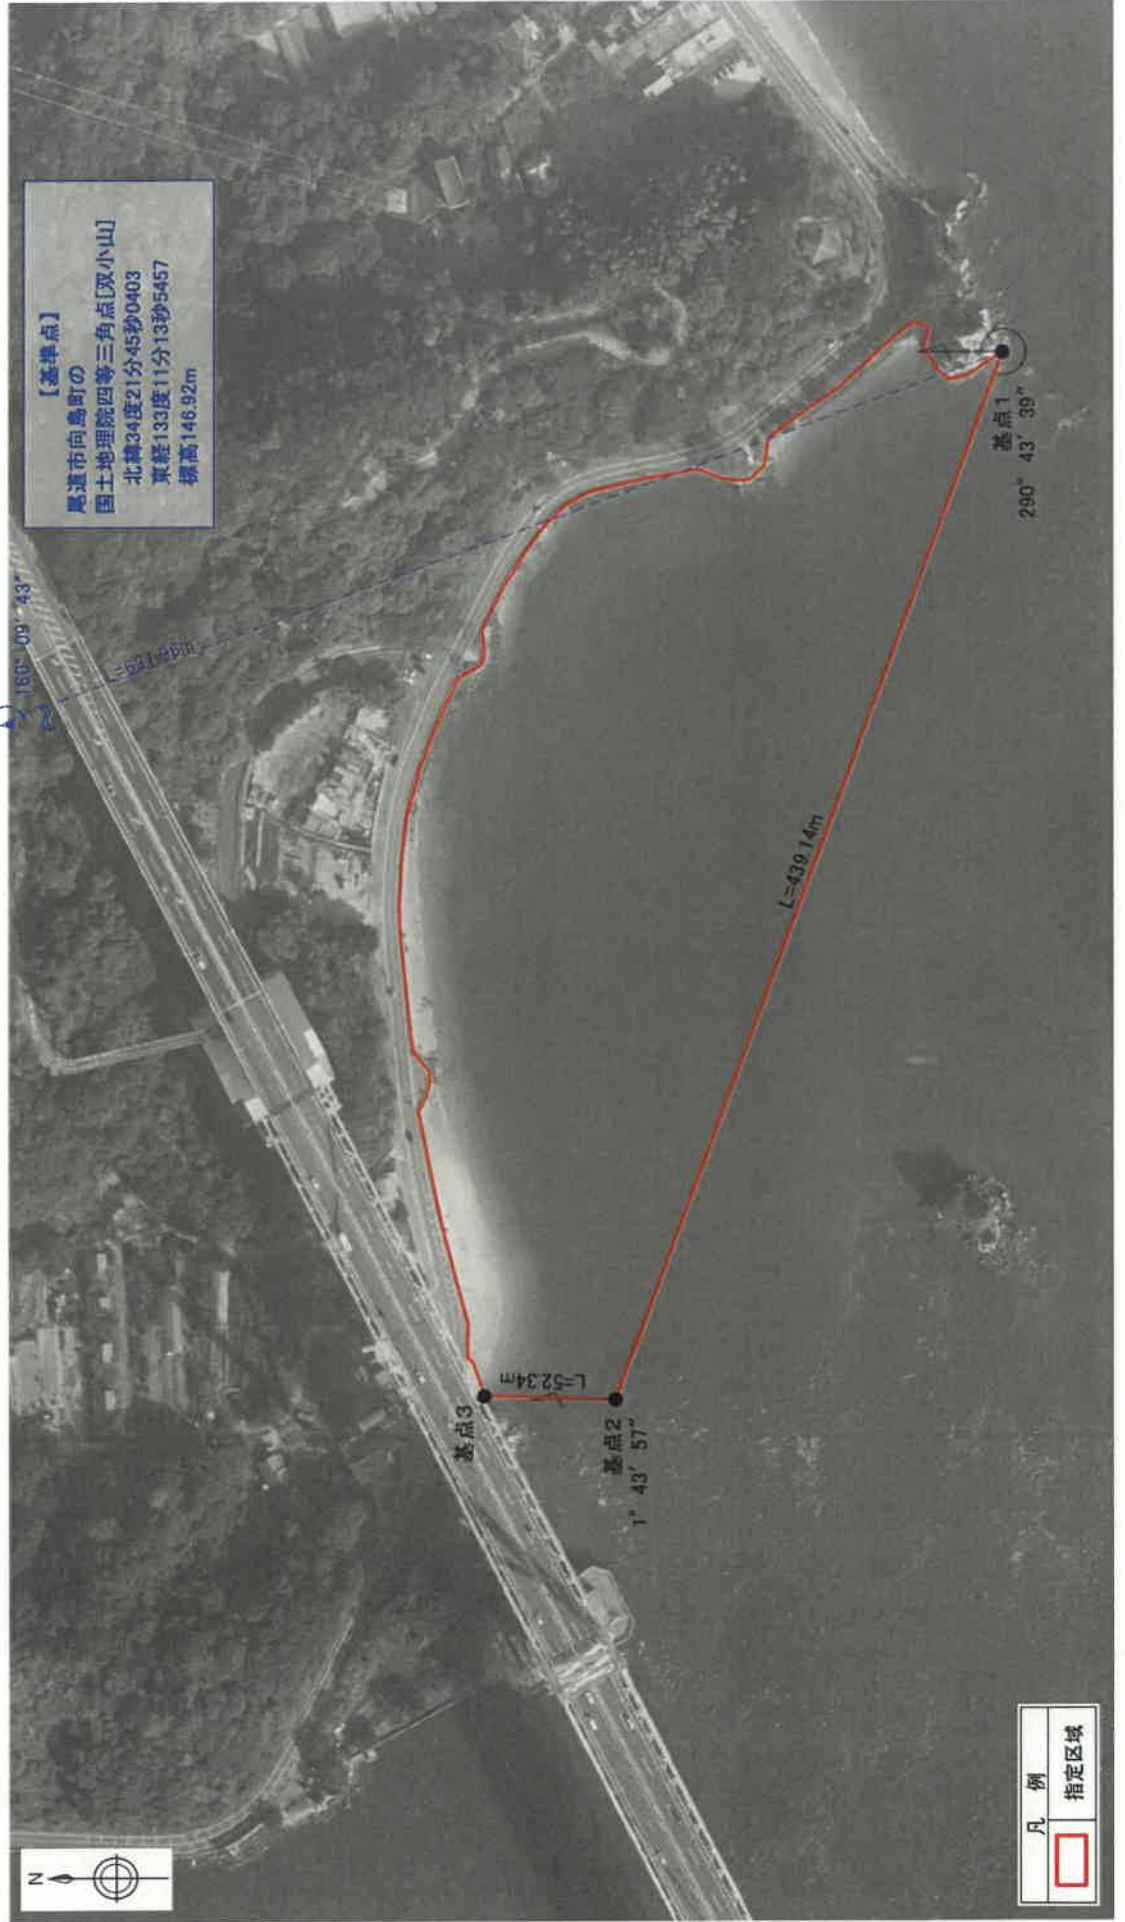 【基準点】
尾道市向島町の
国土地理院四等三角点[双小山]
北緯34度21分45秒0403
東経133度11分13秒5457
標高146.92m
160° 09′ 43″
基点1
290° 43′ 39″
L=439.14m
L=52.34m
基点3
基点2
1° 43′ 57″
N
凡 例
指定区域